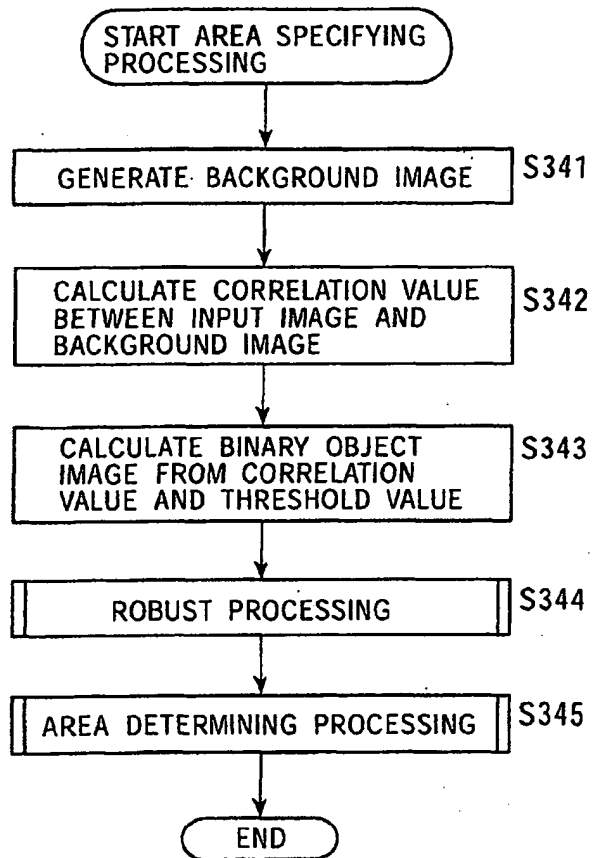 START AREA SPECIFYING
PROCESSING
GENERATE BACKGROUND IMAGE
S341
CALCULATE CORRELATION VALUE
BETWEEN INPUT IMAGE AND
BACKGROUND IMAGE
S342
CALCULATE BINARY OBJECT
IMAGE FROM CORRELATION
VALUE AND THRESHOLD VALUE
S343
ROBUST PROCESSING
S344
AREA DETERMINING PROCESSING
S345
END